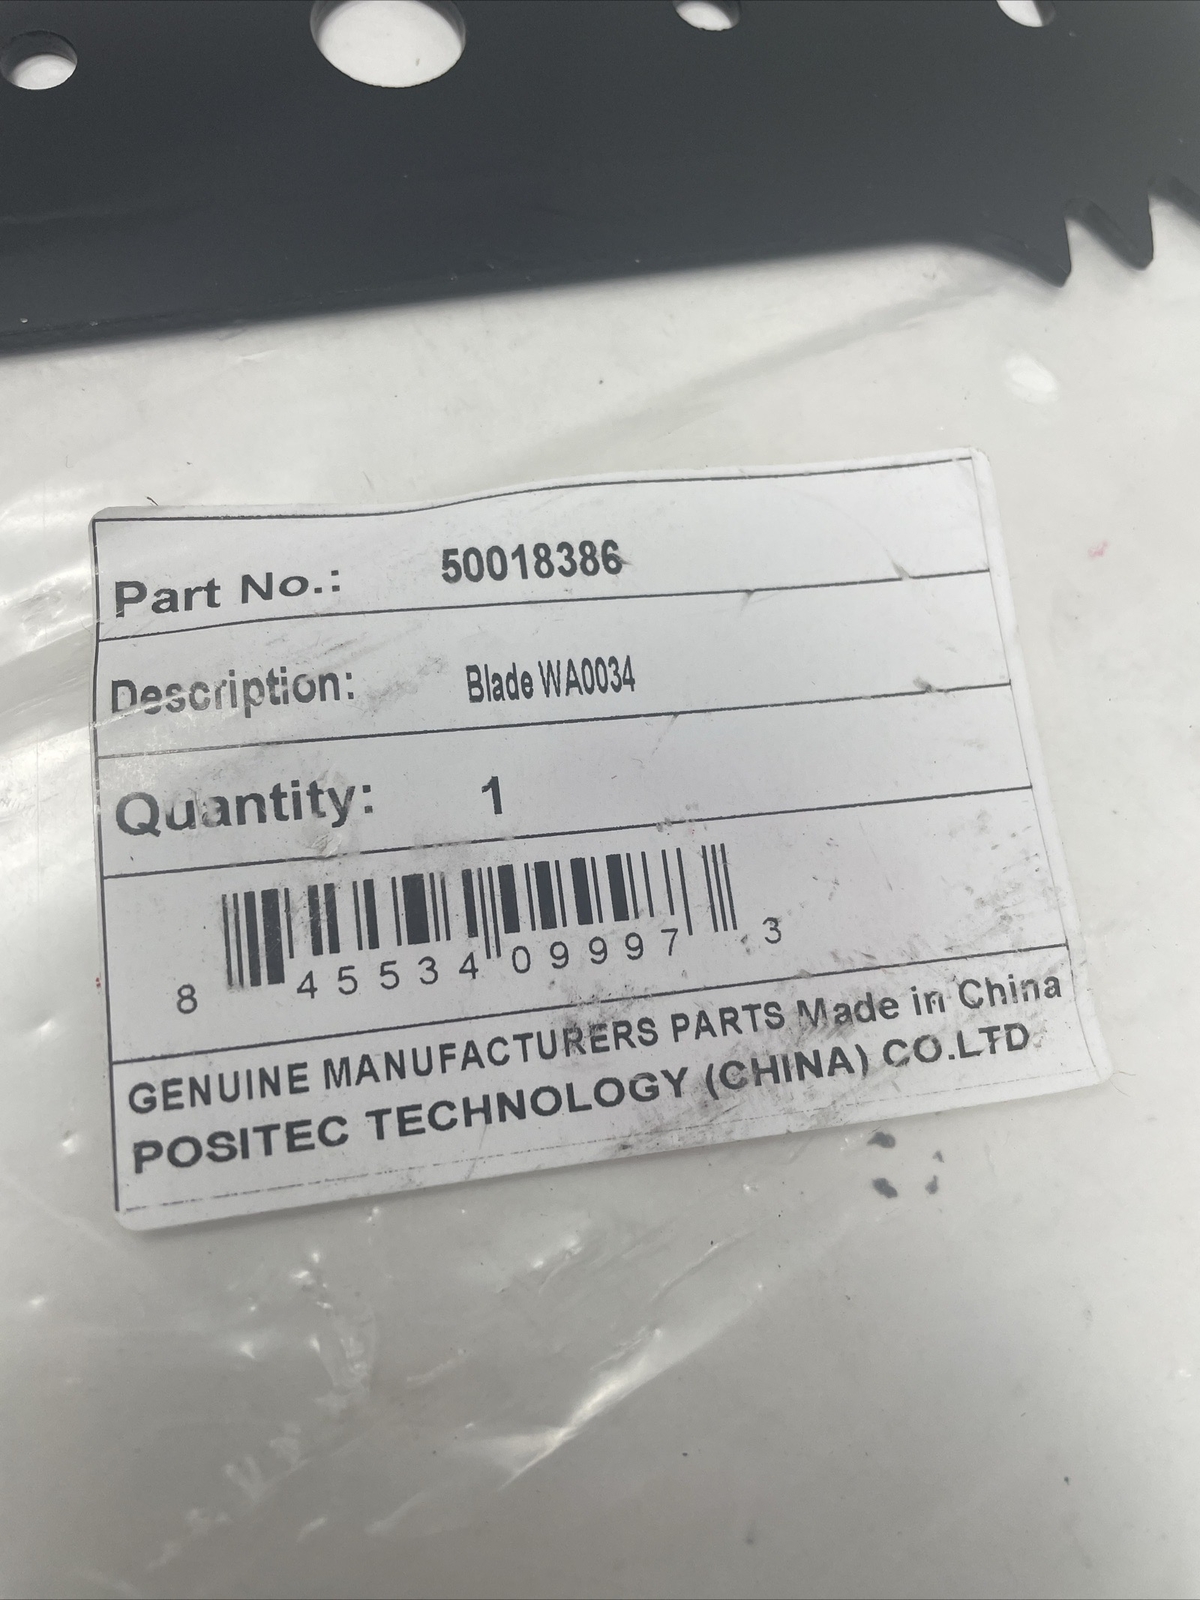 Part No.: 50018386
Description: Blade WA0034
Quantity: 1
8 45534 09997 3
GENUINE MANUFACTURERS PARTS Made in China
POSITEC TECHNOLOGY (CHINA) CO.LTD.